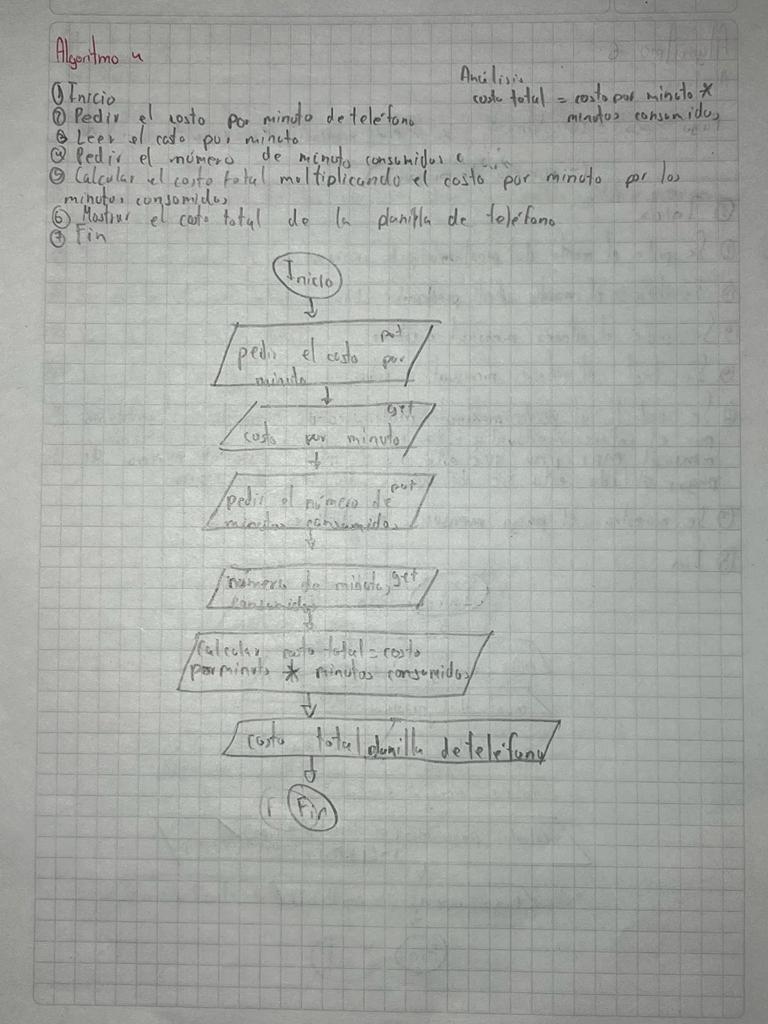 Algoritmo 4
Análisis
costo total = costo por minuto *
minutos consumidos
① Inicio
② Pedir el costo por minuto de teléfono
③ Leer el costo por minuto
④ Pedir el número de minutos consumidos
⑤ Calcular el costo total multiplicando el costo por minuto por los
minutos consumidos
⑥ Mostrar el costo total de la planilla de teléfono
⑦ Fin
Inicio
put
pedir el costo por
minuto
get
costo por minuto
put
pedir el número de
minutos consumidos
número de minutos get
consumidos
Calcular costo total = costo
por minuto * minutos consumidos
costo total planilla de teléfono
Fin